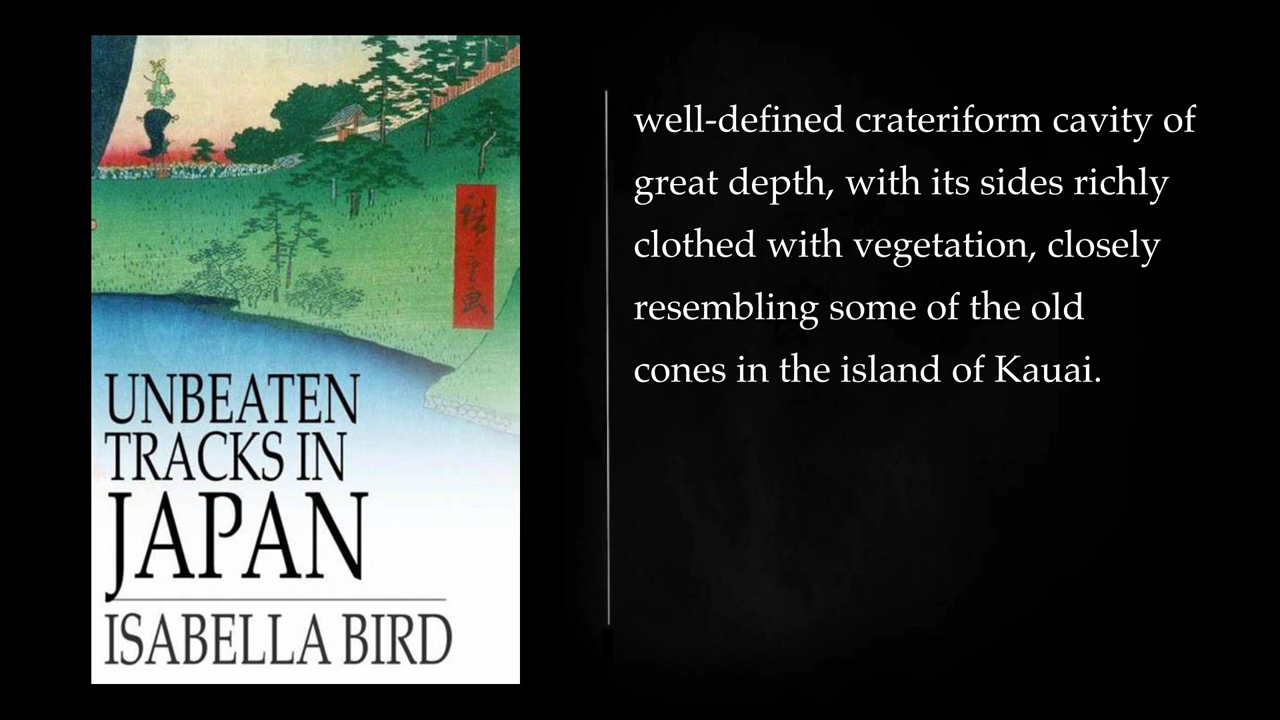 UNBEATEN
TRACKS IN
JAPAN
ISABELLA BIRD
well-defined crateriform cavity of
great depth, with its sides richly
clothed with vegetation, closely
resembling some of the old
cones in the island of Kauai.